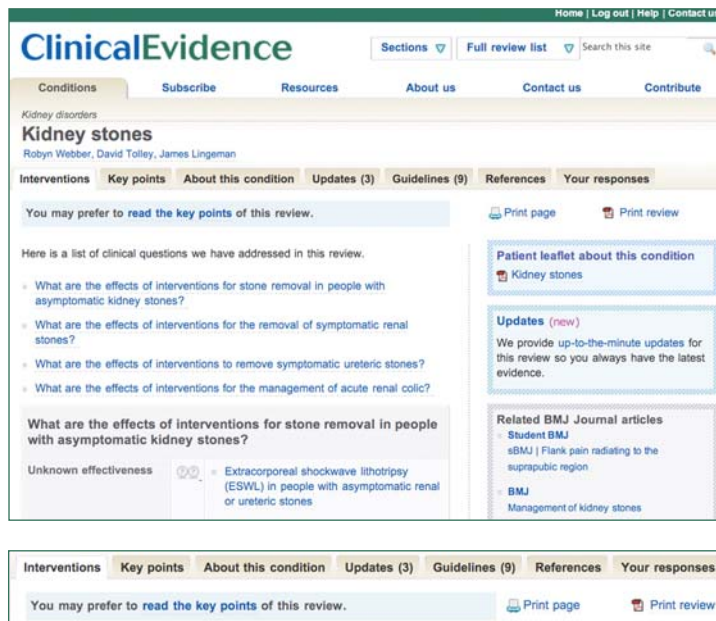 Home | Log out | Help | Contact us
ClinicalEvidence
Sections
Full review list
Search this site
Conditions
Subscribe
Resources
About us
Contact us
Contribute
Kidney disorders
Kidney stones
Robyn Webber, David Tolley, James Lingeman
Interventions
Key points
About this condition
Updates (3)
Guidelines (9)
References
Your responses
You may prefer to read the key points of this review.
Print page
Print review
Here is a list of clinical questions we have addressed in this review.
What are the effects of interventions for stone removal in people with
asymptomatic kidney stones?
What are the effects of interventions for the removal of symptomatic renal
stones?
What are the effects of interventions to remove symptomatic ureteric stones?
What are the effects of interventions for the management of acute renal colic?
What are the effects of interventions for stone removal in people
with asymptomatic kidney stones?
Unknown effectiveness
Extracorporeal shockwave lithotripsy
(ESWL) in people with asymptomatic renal
or ureteric stones
Patient leaflet about this condition
Kidney stones
Updates (new)
We provide up-to-the-minute updates for
this review so you always have the latest
evidence.
Related BMJ Journal articles
Student BMJ
sBMJ | Flank pain radiating to the
suprapubic region
BMJ
Management of kidney stones
Interventions
Key points
About this condition
Updates (3)
Guidelines (9)
References
Your responses
You may prefer to read the key points of this review.
Print page
Print review